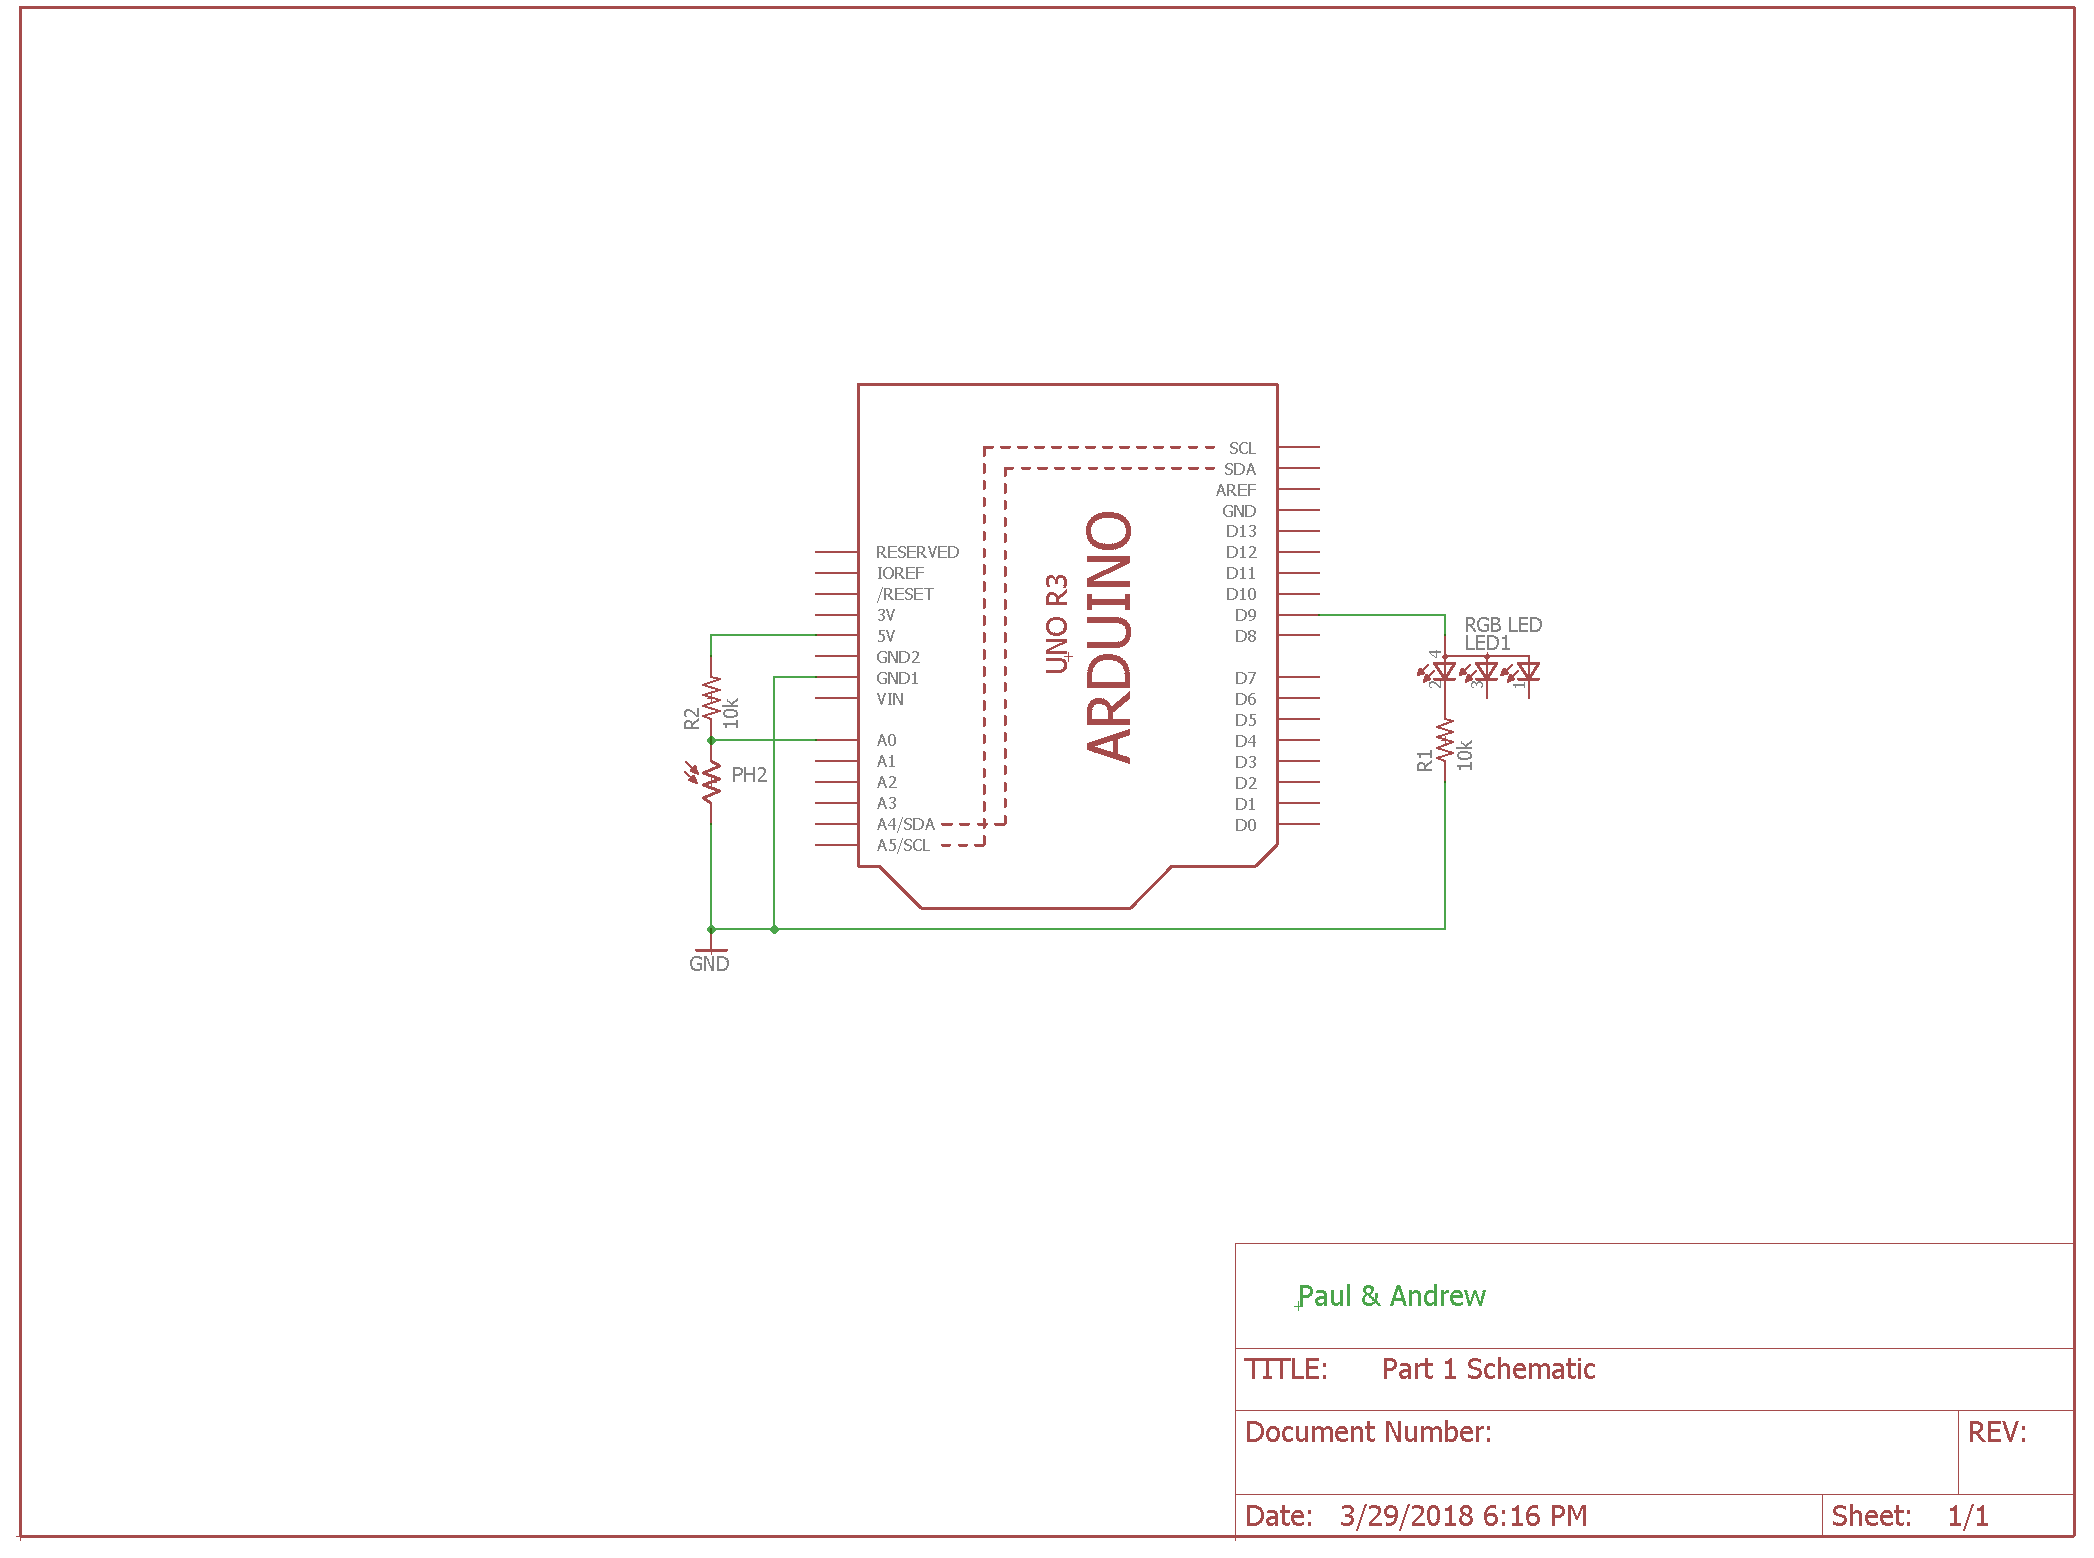 SCL
SDA
AREF
GND
D13
RESERVED
D12
IOREF
D11
/RESET
D10
3V
D9
5V
D8
RGB LED
LED1
GND2
4
GND1
D7
2
3
1
VIN
D6
R2
10k
D5
A0
D4
R1
10k
A1
D3
PH2
A2
D2
A3
D1
A4/SDA
D0
A5/SCL
UNO R3
ARDUINO
GND
Paul & Andrew
TITLE: Part 1 Schematic
Document Number:
REV:
Date: 3/29/2018 6:16 PM
Sheet: 1/1